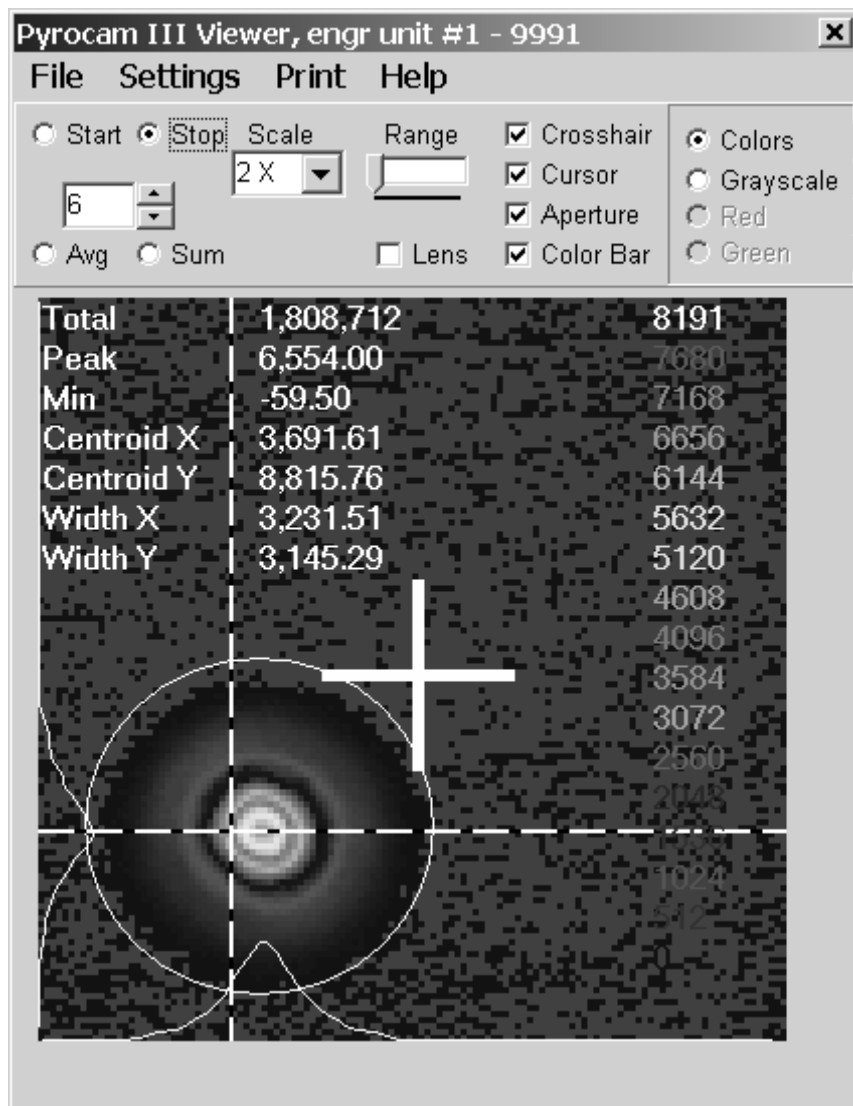 Pyrocam III Viewer, engr unit #1 - 9991
File Settings Print Help
Start Stop Scale Range Crosshair Colors
2 X Cursor Grayscale
6 Aperture Red
Avg Sum Lens Color Bar Green
Total 1,808,712 8191
Peak 6,554.00 7680
Min -59.50 7168
Centroid X 3,691.61 6656
Centroid Y 8,815.76 6144
Width X 3,231.51 5632
Width Y 3,145.29 5120
4608
4096
3584
3072
2560
2048
1024
512
0